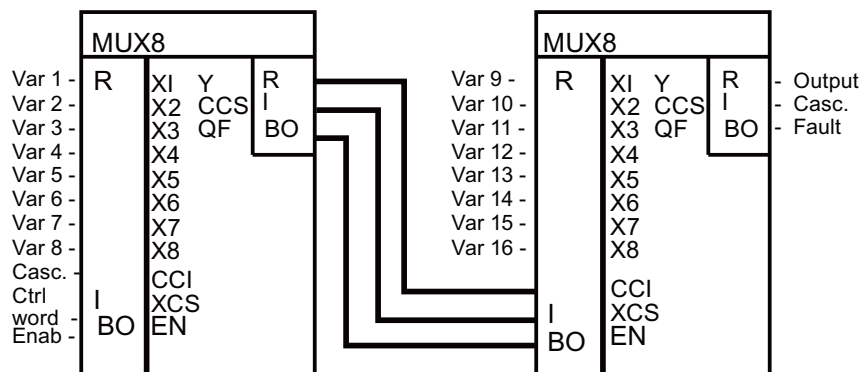 MUX8
Var 1 - R XI Y R
Var 2 - X2 CCS I
Var 3 - X3 QF BO
Var 4 - X4
Var 5 - X5
Var 6 - X6
Var 7 - X7
Var 8 - X8
Casc. - CCI
Ctrl I XCS
word - BO EN
Enab -
MUX8
Var 9 - R XI Y R - Output
Var 10 - X2 CCS I - Casc.
Var 11 - X3 QF BO - Fault
Var 12 - X4
Var 13 - X5
Var 14 - X6
Var 15 - X7
Var 16 - X8
CCI
I XCS
BO EN